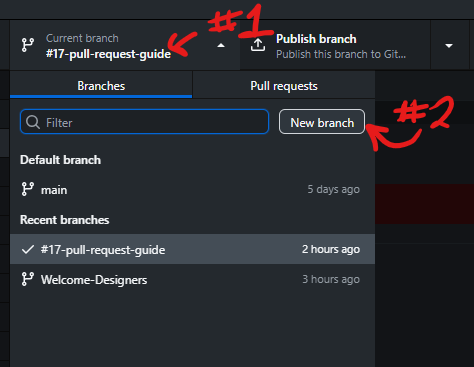 Current branch
#17-pull-request-guide
#1
Publish branch
Publish this branch to Git...
Branches
Pull requests
Filter
New branch
#2
Default branch
main
5 days ago
Recent branches
#17-pull-request-guide
2 hours ago
Welcome-Designers
3 hours ago